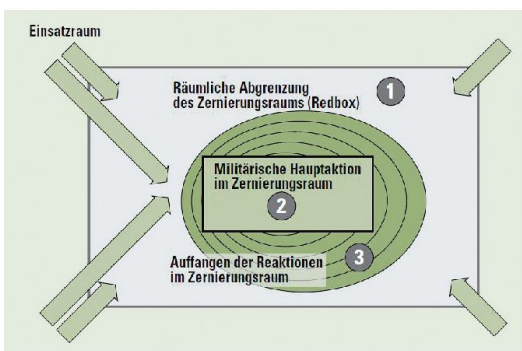 Einsatzraum
Räumliche Abgrenzung
des Zernierungsraums (Redbox)
1
Militärische Hauptaktion
im Zernierungsraum
2
3
Auffangen der Reaktionen
im Zernierungsraum